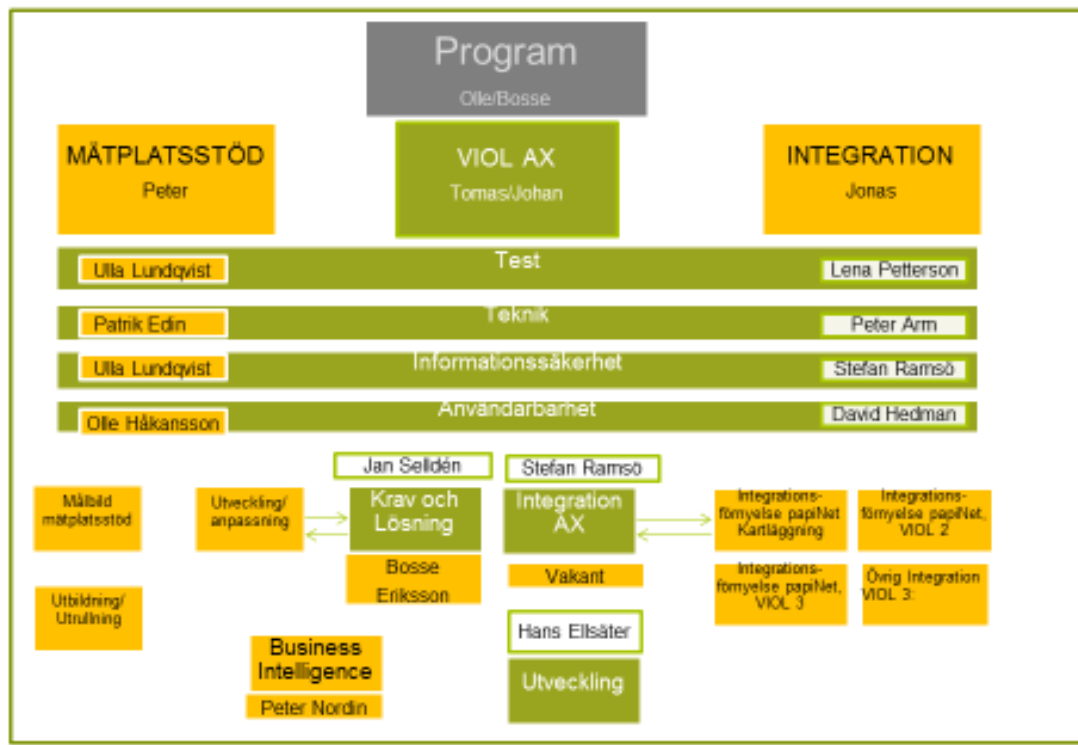 Program
Olle/Bosse
MÄTPLATSSTÖD
Peter
VIOL AX
Tomas/Johan
INTEGRATION
Jonas
Test
Ulla Lundqvist
Lena Petterson
Teknik
Patrik Edin
Peter Arm
Informationssäkerhet
Ulla Lundqvist
Stefan Ramsö
Användarbarhet
Olle Håkansson
David Hedman
Jan Selldén
Stefan Ramsö
Målbild
mätplatsstöd
Utveckling/
anpassning
Krav och
Lösning
Integration
AX
Integrations-
förnyelse papiNet
Kartläggning
Integrations-
förnyelse papiNet,
VIOL 2
Bosse
Eriksson
Vakant
Integrations-
förnyelse papiNet,
VIOL 3
Övrig Integration
VIOL 3:
Utbildning/
Utrullning
Hans Ellsäter
Business
Intelligence
Utveckling
Peter Nordin